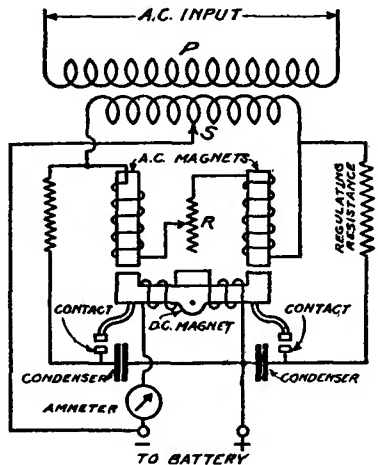 A.C. INPUT
P
S
A.C. MAGNETS
R
REGULATING
RESISTANCE
CONTACT
D.C. MAGNET
CONTACT
CONDENSER
CONDENSER
AMMETER
− +
TO BATTERY